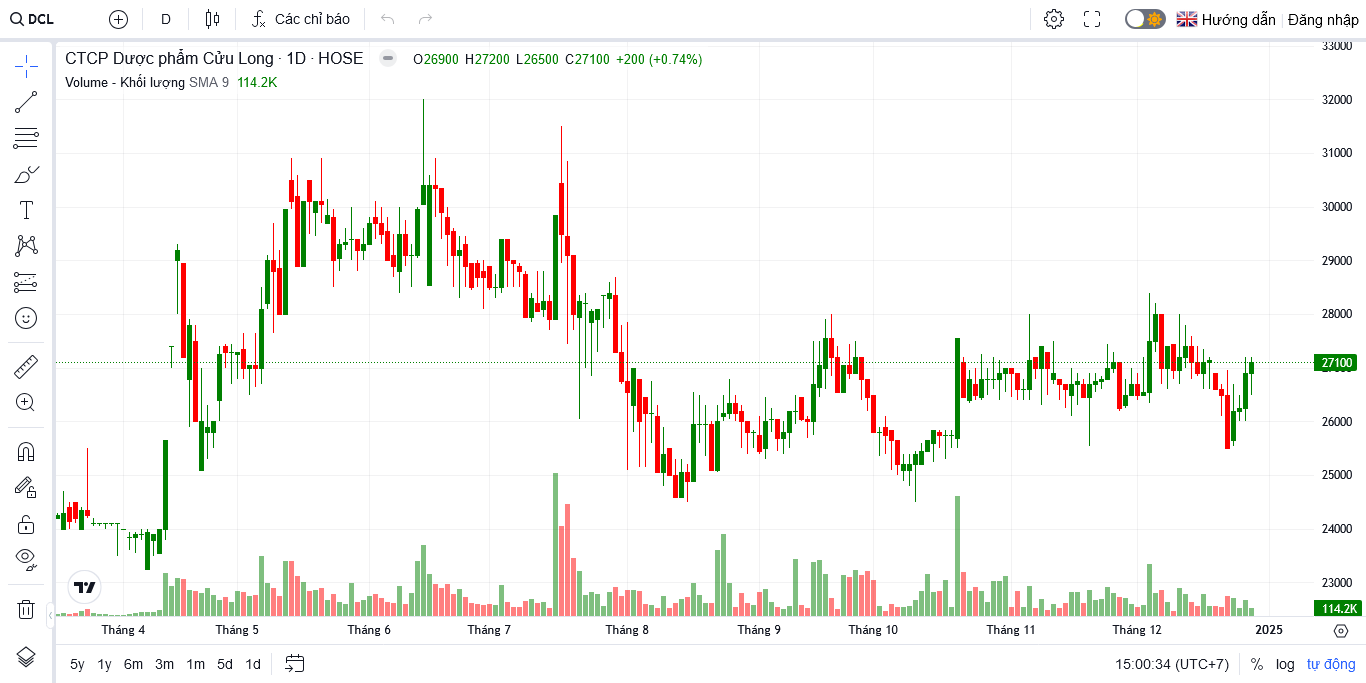 DCL
D
Các chỉ báo
Hướng dẫn
Đăng nhập
CTCP Dược phẩm Cửu Long · 1D · HOSE
O26900 H27200 L26500 C27100 +200 (+0.74%)
Volume - Khối lượng SMA 9 114.2K
33000
32000
31000
30000
29000
28000
27100
26000
25000
24000
23000
114.2K
Tháng 4
Tháng 5
Tháng 6
Tháng 7
Tháng 8
Tháng 9
Tháng 10
Tháng 11
Tháng 12
2025
5y 1y 6m 3m 1m 5d 1d
15:00:34 (UTC+7)
%
log
tự động